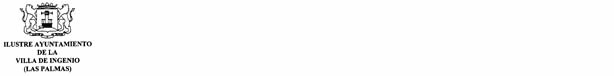 ILUSTRE AYUNTAMIENTO
DE LA
VILLA DE INGENIO
(LAS PALMAS)